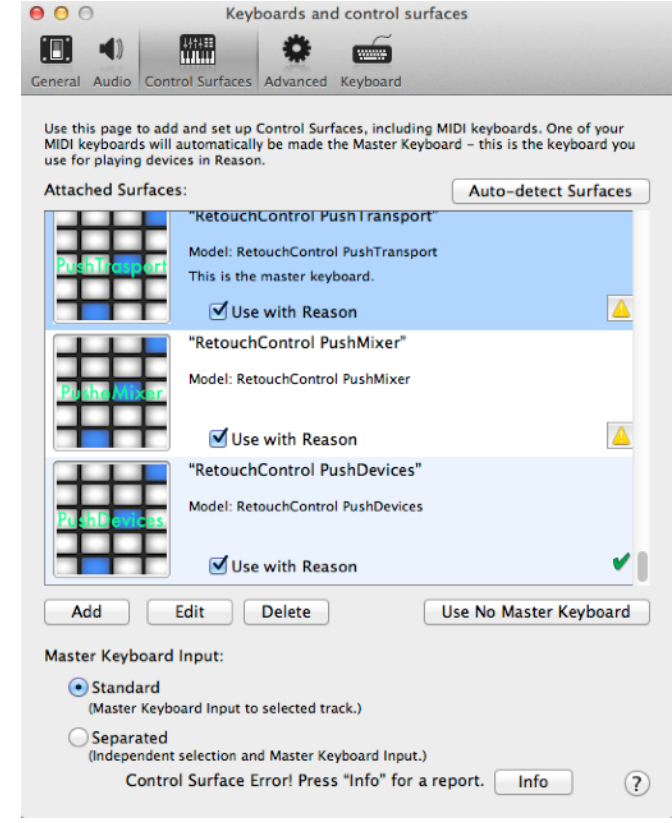 Keyboards and control surfaces
General Audio Control Surfaces Advanced Keyboard
Use this page to add and set up Control Surfaces, including MIDI keyboards. One of your
MIDI keyboards will automatically be made the Master Keyboard – this is the keyboard you
use for playing devices in Reason.
Attached Surfaces:
Auto-detect Surfaces
"RetouchControl PushTransport"
PushTrasport
Model: RetouchControl PushTransport
This is the master keyboard.
Use with Reason
"RetouchControl PushMixer"
PusheMixer
Model: RetouchControl PushMixer
Use with Reason
"RetouchControl PushDevices"
PushDevices
Model: RetouchControl PushDevices
Use with Reason
Add Edit Delete Use No Master Keyboard
Master Keyboard Input:
Standard
(Master Keyboard Input to selected track.)
Separated
(Independent selection and Master Keyboard Input.)
Control Surface Error! Press "Info" for a report. Info ?